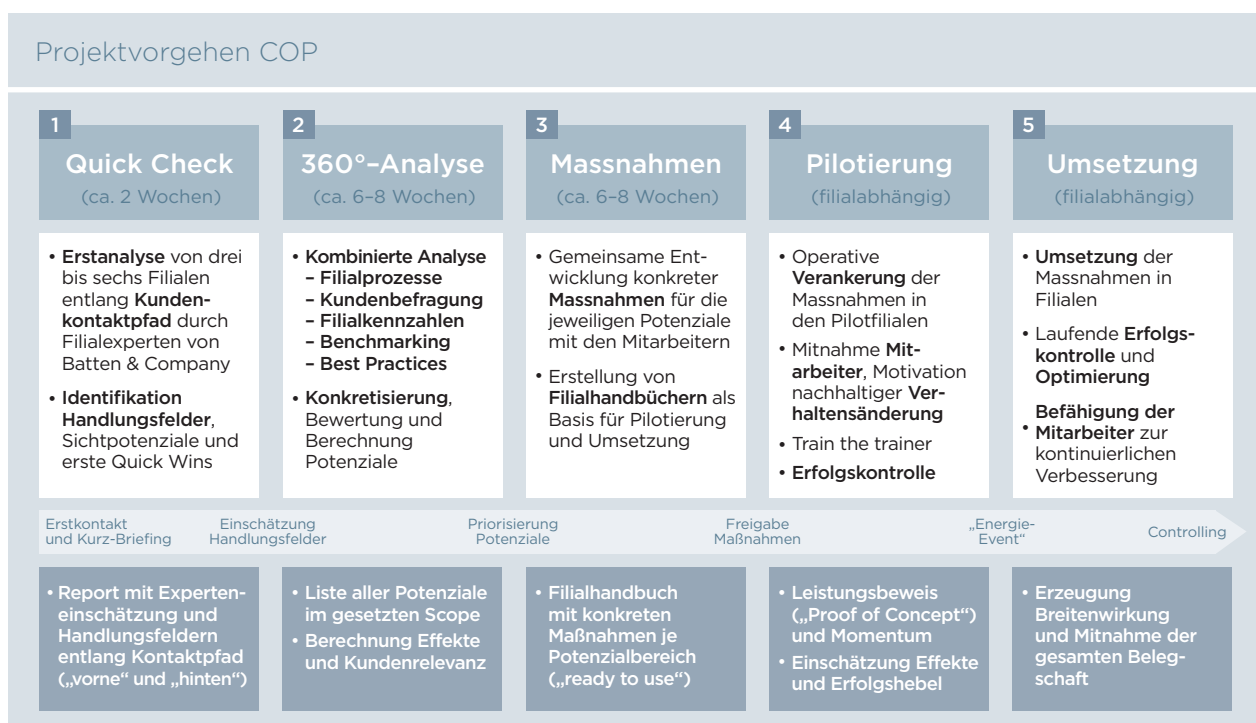 Projektvorgehen COP
1
Quick Check
(ca. 2 Wochen)
• Erstanalyse von drei
bis sechs Filialen
entlang Kunden-
kontaktpfad durch
Filialexperten von
Batten & Company
• Identifikation
Handlungsfelder,
Sichtpotenziale und
erste Quick Wins
2
360°–Analyse
(ca. 6–8 Wochen)
• Kombinierte Analyse
– Filialprozesse
– Kundenbefragung
– Filialkennzahlen
– Benchmarking
– Best Practices
• Konkretisierung,
Bewertung und
Berechnung
Potenziale
3
Massnahmen
(ca. 6–8 Wochen)
• Gemeinsame Ent-
wicklung konkreter
Massnahmen für die
jeweiligen Potenziale
mit den Mitarbeitern
• Erstellung von
Filialhandbüchern als
Basis für Pilotierung
und Umsetzung
4
Pilotierung
(filialabhängig)
• Operative
Verankerung der
Massnahmen in
den Pilotfilialen
• Mitnahme Mit-
arbeiter, Motivation
nachhaltiger Ver-
haltensänderung
• Train the trainer
• Erfolgskontrolle
5
Umsetzung
(filialabhängig)
• Umsetzung der
Massnahmen in
Filialen
• Laufende Erfolgs-
kontrolle und
Optimierung
Befähigung der
• Mitarbeiter zur
kontinuierlichen
Verbesserung
Erstkontakt
und Kurz-Briefing
Einschätzung
Handlungsfelder
Priorisierung
Potenziale
Freigabe
Maßnahmen
„Energie-
Event“
Controlling
• Report mit Experten-
einschätzung und
Handlungsfeldern
entlang Kontaktpfad
(„vorne“ und „hinten“)
• Liste aller Potenziale
im gesetzten Scope
• Berechnung Effekte
und Kundenrelevanz
• Filialhandbuch
mit konkreten
Maßnahmen je
Potenzialbereich
(„ready to use“)
• Leistungsbeweis
(„Proof of Concept“)
und Momentum
• Einschätzung Effekte
und Erfolgshebel
• Erzeugung
Breitenwirkung
und Mitnahme der
gesamten Beleg-
schaft